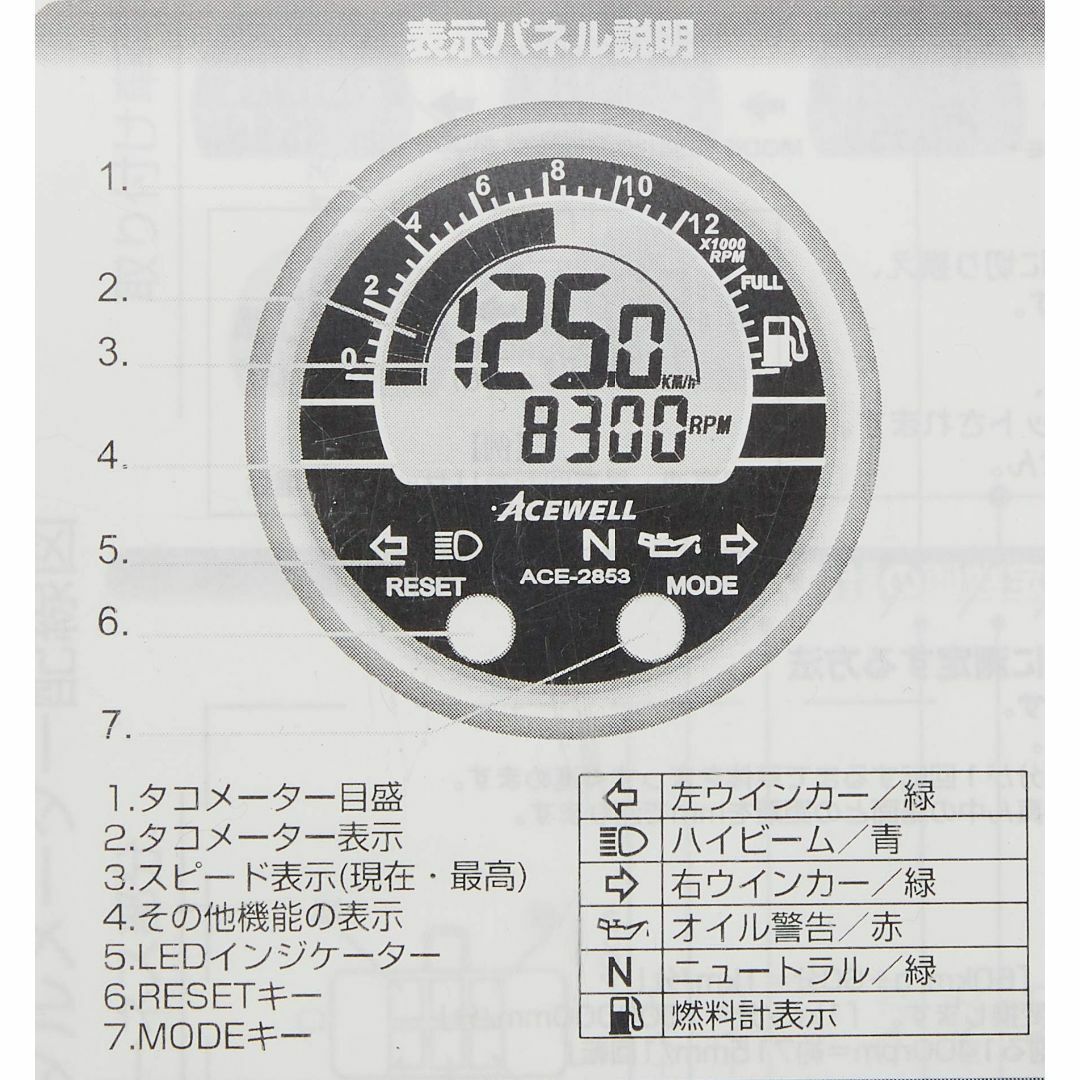 表示パネル説明
1.
2.
3.
4.
5.
6.
7.
0
2
4
6
8
10
12
X1000
RPM
FULL
125.0
Km/h
8300 RPM
ACEWELL
N
ACE-2853
RESET
MODE
1.タコメーター目盛
2.タコメーター表示
3.スピード表示(現在・最高)
4.その他機能の表示
5.LEDインジケーター
6.RESETキー
7.MODEキー
左ウインカー/緑
ハイビーム/青
右ウインカー/緑
オイル警告/赤
N ニュートラル/緑
燃料計表示